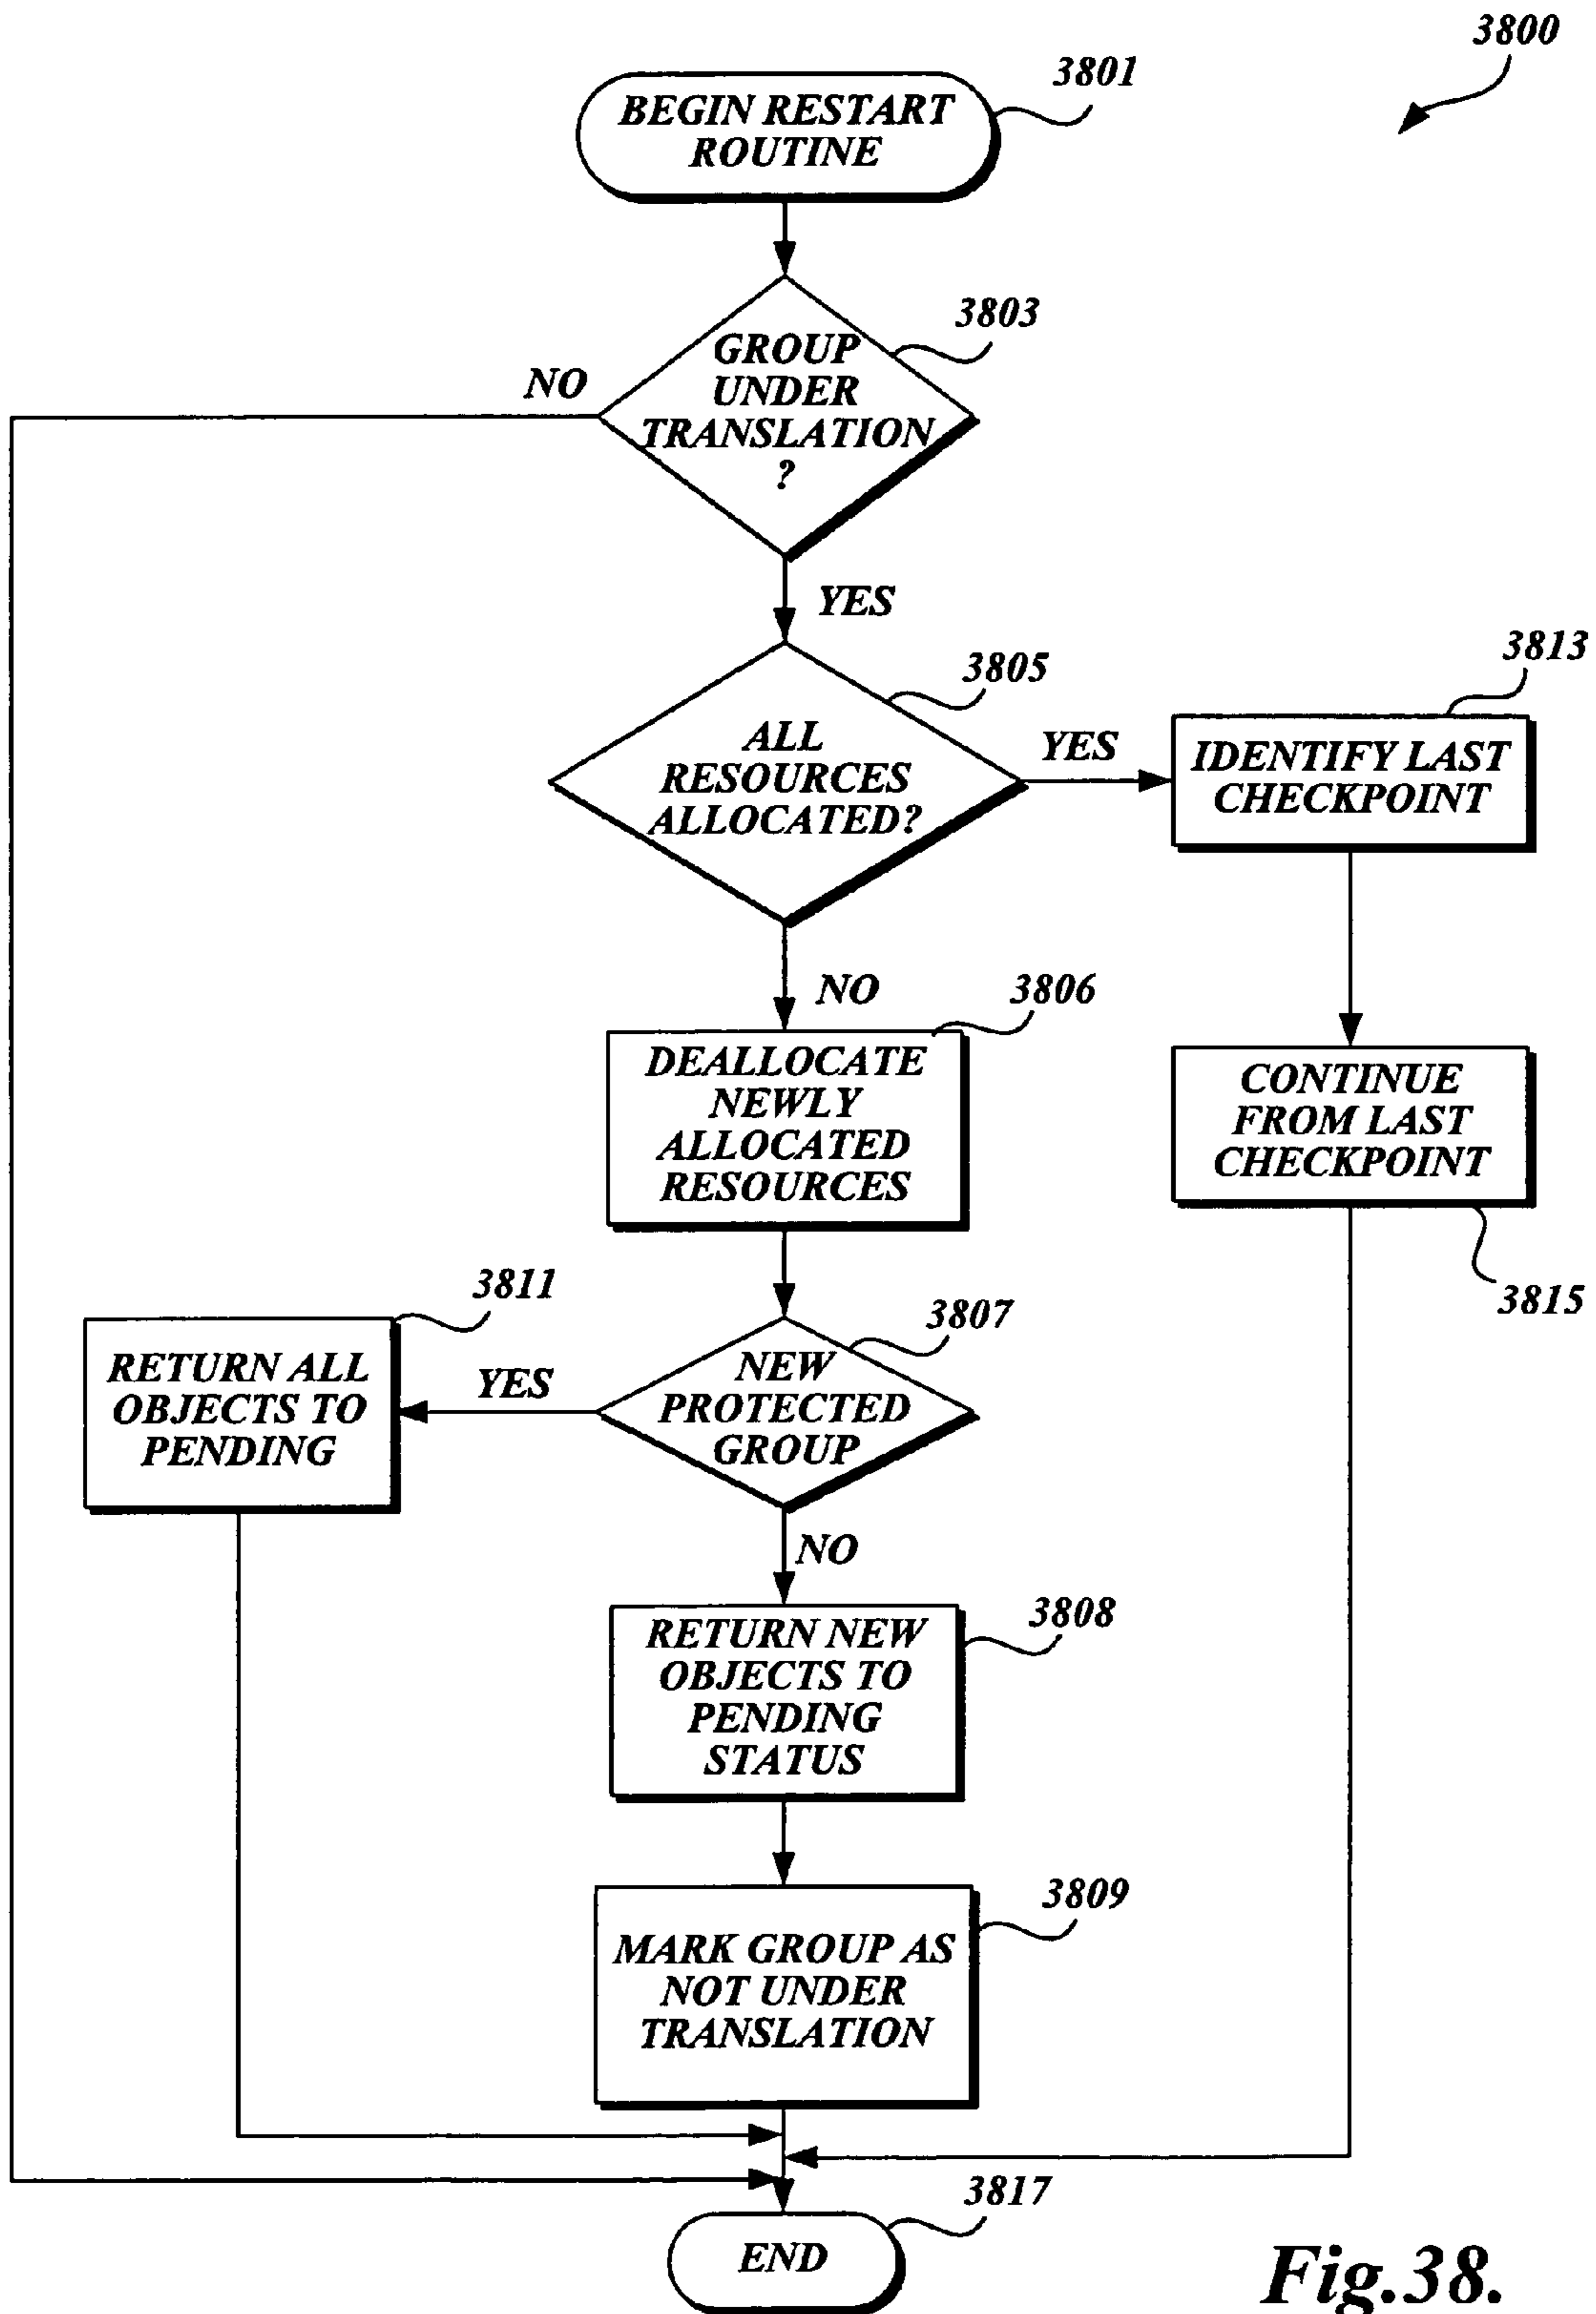 3800
3801
BEGIN RESTART
ROUTINE
3803
GROUP
UNDER
TRANSLATION
?
NO
YES
3805
ALL
RESOURCES
ALLOCATED?
YES
3813
IDENTIFY LAST
CHECKPOINT
NO
3806
DEALLOCATE
NEWLY
ALLOCATED
RESOURCES
CONTINUE
FROM LAST
CHECKPOINT
3815
3811
RETURN ALL
OBJECTS TO
PENDING
YES
3807
NEW
PROTECTED
GROUP
NO
3808
RETURN NEW
OBJECTS TO
PENDING
STATUS
3809
MARK GROUP AS
NOT UNDER
TRANSLATION
3817
END
Fig.38.